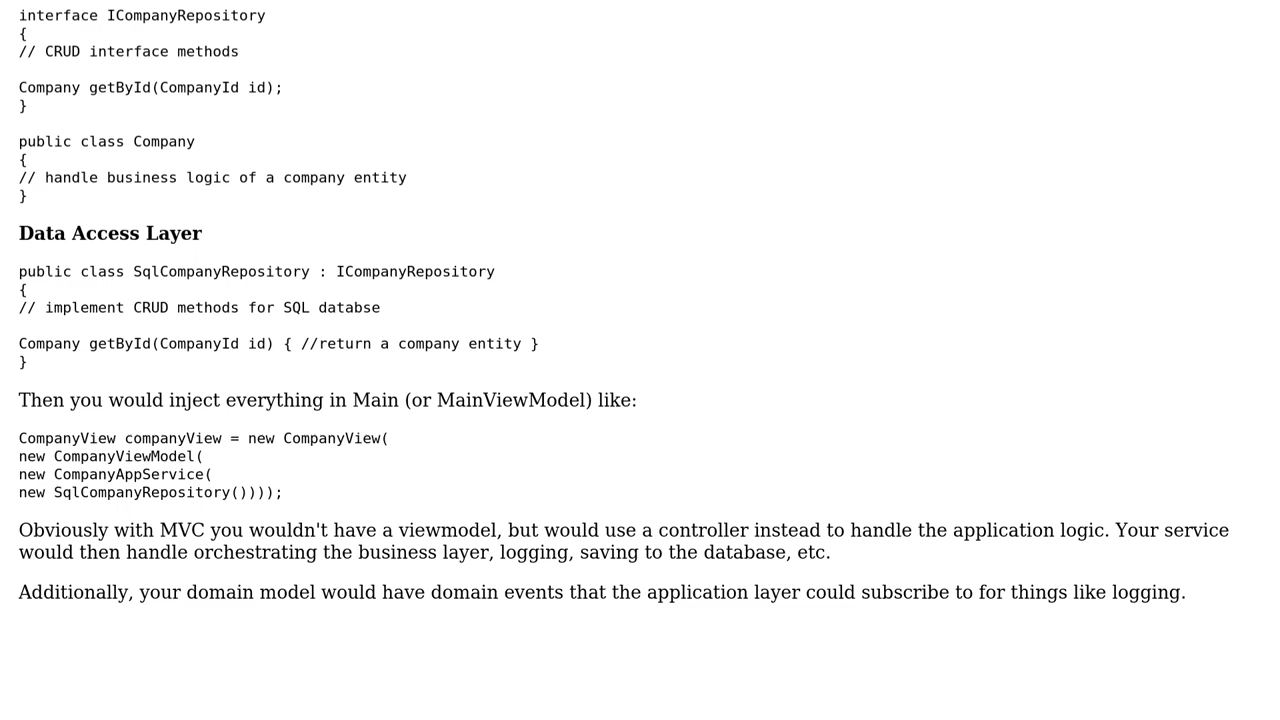 interface ICompanyRepository
{
// CRUD interface methods
Company getById(CompanyId id);
}
public class Company
{
// handle business logic of a company entity
}
Data Access Layer
public class SqlCompanyRepository : ICompanyRepository
{
// implement CRUD methods for SQL databse
Company getById(CompanyId id) { //return a company entity }
}
Then you would inject everything in Main (or MainViewModel) like:
CompanyView companyView = new CompanyView(
new CompanyViewModel(
new CompanyAppService(
new SqlCompanyRepository())));
Obviously with MVC you wouldn't have a viewmodel, but would use a controller instead to handle the application logic. Your service
would then handle orchestrating the business layer, logging, saving to the database, etc.
Additionally, your domain model would have domain events that the application layer could subscribe to for things like logging.